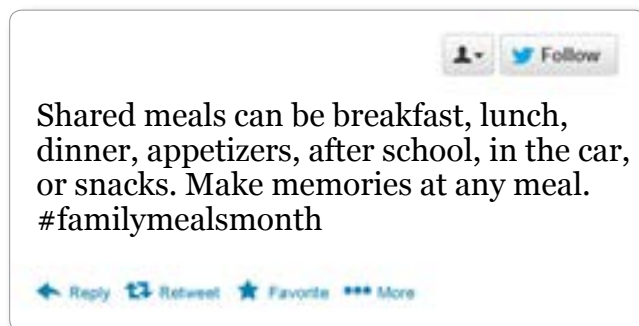 Follow
Shared meals can be breakfast, lunch,
dinner, appetizers, after school, in the car,
or snacks. Make memories at any meal.
#familymealsmonth
Reply Retweet Favorite More